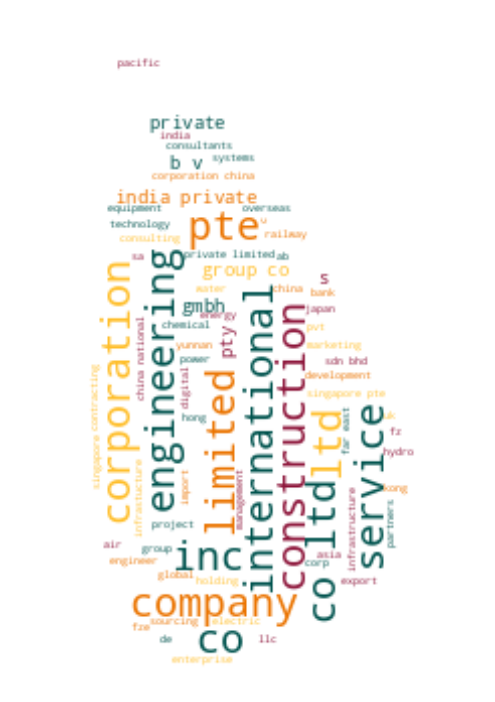 pacific
private
india
consultants
b v
systems
corporation china
india private
equipment
overseas
pte
u
technology
railway
consulting
engineering
private limited
ab
sa
corporation
group co
s
water
international
china
bank
gmbh
construction
japan
energy
chemical
pty
pvt
china national
yunnan
marketing
power
sdn bhd
digital
limited
development
singapore contracting
singapore pte
hong
ltd
far east
service
uk
fz
infrastucture
import
management
hydro
co ltd
infrastructure
kong
partners
project
air
group
inc
asia
engineer
corp
global
holding
export
company
sourcing
electric
fze
de
co
llc
enterprise